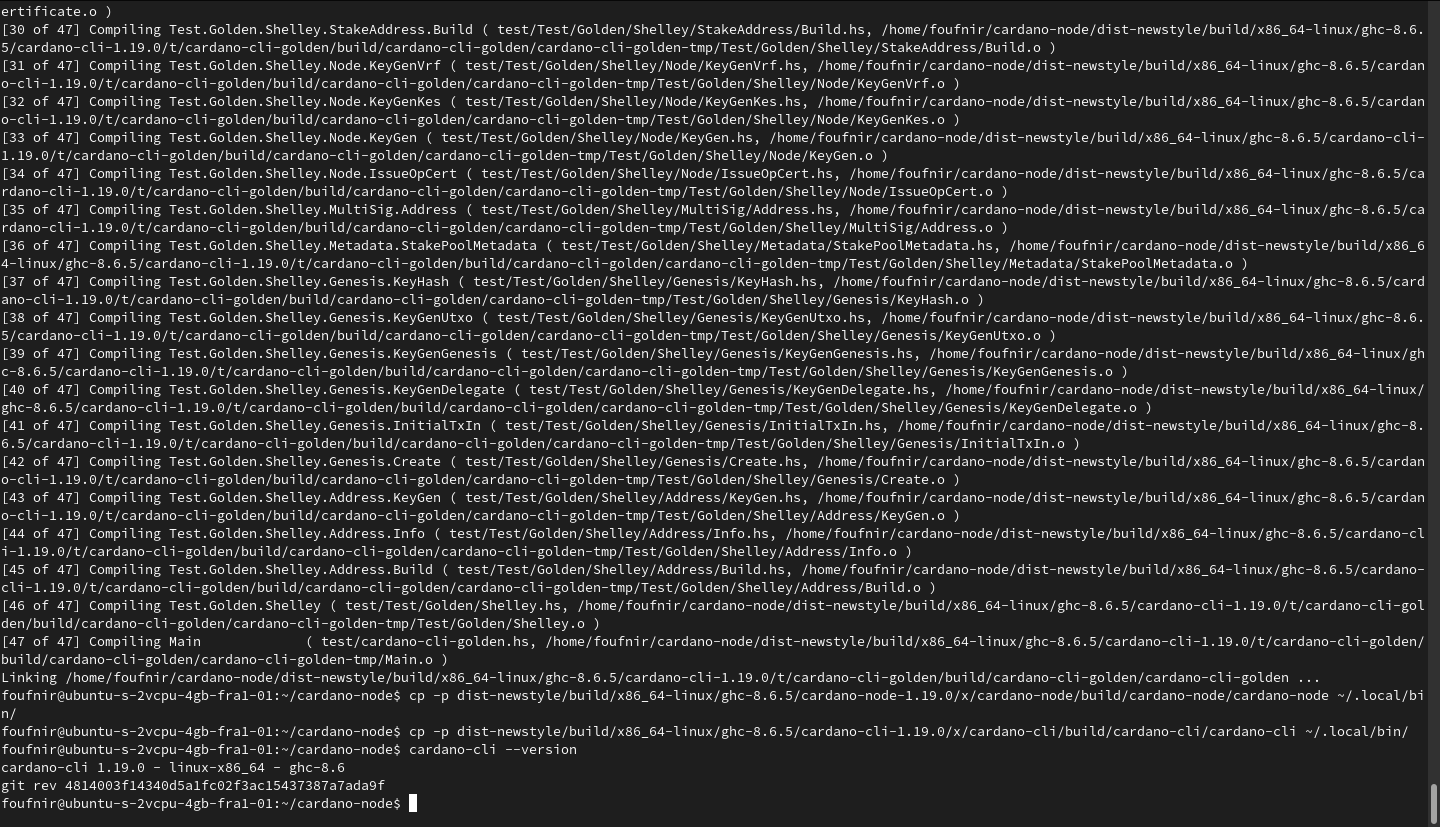 ertificate.o )
[30 of 47] Compiling Test.Golden.Shelley.StakeAddress.Build ( test/Test/Golden/Shelley/StakeAddress/Build.hs, /home/foufnir/cardano-node/dist-newstyle/build/x86_64-linux/ghc-8.6.
5/cardano-cli-1.19.0/t/cardano-cli-golden/build/cardano-cli-golden/cardano-cli-golden-tmp/Test/Golden/Shelley/StakeAddress/Build.o )
[31 of 47] Compiling Test.Golden.Shelley.Node.KeyGenVrf ( test/Test/Golden/Shelley/Node/KeyGenVrf.hs, /home/foufnir/cardano-node/dist-newstyle/build/x86_64-linux/ghc-8.6.5/cardan
o-cli-1.19.0/t/cardano-cli-golden/build/cardano-cli-golden/cardano-cli-golden-tmp/Test/Golden/Shelley/Node/KeyGenVrf.o )
[32 of 47] Compiling Test.Golden.Shelley.Node.KeyGenKes ( test/Test/Golden/Shelley/Node/KeyGenKes.hs, /home/foufnir/cardano-node/dist-newstyle/build/x86_64-linux/ghc-8.6.5/cardan
o-cli-1.19.0/t/cardano-cli-golden/build/cardano-cli-golden/cardano-cli-golden-tmp/Test/Golden/Shelley/Node/KeyGenKes.o )
[33 of 47] Compiling Test.Golden.Shelley.Node.KeyGen ( test/Test/Golden/Shelley/Node/KeyGen.hs, /home/foufnir/cardano-node/dist-newstyle/build/x86_64-linux/ghc-8.6.5/cardano-cli-
1.19.0/t/cardano-cli-golden/build/cardano-cli-golden/cardano-cli-golden-tmp/Test/Golden/Shelley/Node/KeyGen.o )
[34 of 47] Compiling Test.Golden.Shelley.Node.IssueOpCert ( test/Test/Golden/Shelley/Node/IssueOpCert.hs, /home/foufnir/cardano-node/dist-newstyle/build/x86_64-linux/ghc-8.6.5/ca
rdano-cli-1.19.0/t/cardano-cli-golden/build/cardano-cli-golden/cardano-cli-golden-tmp/Test/Golden/Shelley/Node/IssueOpCert.o )
[35 of 47] Compiling Test.Golden.Shelley.MultiSig.Address ( test/Test/Golden/Shelley/MultiSig/Address.hs, /home/foufnir/cardano-node/dist-newstyle/build/x86_64-linux/ghc-8.6.5/ca
rdano-cli-1.19.0/t/cardano-cli-golden/build/cardano-cli-golden/cardano-cli-golden-tmp/Test/Golden/Shelley/MultiSig/Address.o )
[36 of 47] Compiling Test.Golden.Shelley.Metadata.StakePoolMetadata ( test/Test/Golden/Shelley/Metadata/StakePoolMetadata.hs, /home/foufnir/cardano-node/dist-newstyle/build/x86_6
4-linux/ghc-8.6.5/cardano-cli-1.19.0/t/cardano-cli-golden/build/cardano-cli-golden/cardano-cli-golden-tmp/Test/Golden/Shelley/Metadata/StakePoolMetadata.o )
[37 of 47] Compiling Test.Golden.Shelley.Genesis.KeyHash ( test/Test/Golden/Shelley/Genesis/KeyHash.hs, /home/foufnir/cardano-node/dist-newstyle/build/x86_64-linux/ghc-8.6.5/card
ano-cli-1.19.0/t/cardano-cli-golden/build/cardano-cli-golden/cardano-cli-golden-tmp/Test/Golden/Shelley/Genesis/KeyHash.o )
[38 of 47] Compiling Test.Golden.Shelley.Genesis.KeyGenUtxo ( test/Test/Golden/Shelley/Genesis/KeyGenUtxo.hs, /home/foufnir/cardano-node/dist-newstyle/build/x86_64-linux/ghc-8.6.
5/cardano-cli-1.19.0/t/cardano-cli-golden/build/cardano-cli-golden/cardano-cli-golden-tmp/Test/Golden/Shelley/Genesis/KeyGenUtxo.o )
[39 of 47] Compiling Test.Golden.Shelley.Genesis.KeyGenGenesis ( test/Test/Golden/Shelley/Genesis/KeyGenGenesis.hs, /home/foufnir/cardano-node/dist-newstyle/build/x86_64-linux/gh
c-8.6.5/cardano-cli-1.19.0/t/cardano-cli-golden/build/cardano-cli-golden/cardano-cli-golden-tmp/Test/Golden/Shelley/Genesis/KeyGenGenesis.o )
[40 of 47] Compiling Test.Golden.Shelley.Genesis.KeyGenDelegate ( test/Test/Golden/Shelley/Genesis/KeyGenDelegate.hs, /home/foufnir/cardano-node/dist-newstyle/build/x86_64-linux/
ghc-8.6.5/cardano-cli-1.19.0/t/cardano-cli-golden/build/cardano-cli-golden/cardano-cli-golden-tmp/Test/Golden/Shelley/Genesis/KeyGenDelegate.o )
[41 of 47] Compiling Test.Golden.Shelley.Genesis.InitialTxIn ( test/Test/Golden/Shelley/Genesis/InitialTxIn.hs, /home/foufnir/cardano-node/dist-newstyle/build/x86_64-linux/ghc-8.
6.5/cardano-cli-1.19.0/t/cardano-cli-golden/build/cardano-cli-golden/cardano-cli-golden-tmp/Test/Golden/Shelley/Genesis/InitialTxIn.o )
[42 of 47] Compiling Test.Golden.Shelley.Genesis.Create ( test/Test/Golden/Shelley/Genesis/Create.hs, /home/foufnir/cardano-node/dist-newstyle/build/x86_64-linux/ghc-8.6.5/cardan
o-cli-1.19.0/t/cardano-cli-golden/build/cardano-cli-golden/cardano-cli-golden-tmp/Test/Golden/Shelley/Genesis/Create.o )
[43 of 47] Compiling Test.Golden.Shelley.Address.KeyGen ( test/Test/Golden/Shelley/Address/KeyGen.hs, /home/foufnir/cardano-node/dist-newstyle/build/x86_64-linux/ghc-8.6.5/cardan
o-cli-1.19.0/t/cardano-cli-golden/build/cardano-cli-golden/cardano-cli-golden-tmp/Test/Golden/Shelley/Address/KeyGen.o )
[44 of 47] Compiling Test.Golden.Shelley.Address.Info ( test/Test/Golden/Shelley/Address/Info.hs, /home/foufnir/cardano-node/dist-newstyle/build/x86_64-linux/ghc-8.6.5/cardano-cl
i-1.19.0/t/cardano-cli-golden/build/cardano-cli-golden/cardano-cli-golden-tmp/Test/Golden/Shelley/Address/Info.o )
[45 of 47] Compiling Test.Golden.Shelley.Address.Build ( test/Test/Golden/Shelley/Address/Build.hs, /home/foufnir/cardano-node/dist-newstyle/build/x86_64-linux/ghc-8.6.5/cardano-
cli-1.19.0/t/cardano-cli-golden/build/cardano-cli-golden/cardano-cli-golden-tmp/Test/Golden/Shelley/Address/Build.o )
[46 of 47] Compiling Test.Golden.Shelley ( test/Test/Golden/Shelley.hs, /home/foufnir/cardano-node/dist-newstyle/build/x86_64-linux/ghc-8.6.5/cardano-cli-1.19.0/t/cardano-cli-gol
den/build/cardano-cli-golden/cardano-cli-golden-tmp/Test/Golden/Shelley.o )
[47 of 47] Compiling Main             ( test/cardano-cli-golden.hs, /home/foufnir/cardano-node/dist-newstyle/build/x86_64-linux/ghc-8.6.5/cardano-cli-1.19.0/t/cardano-cli-golden/
build/cardano-cli-golden/cardano-cli-golden-tmp/Main.o )
Linking /home/foufnir/cardano-node/dist-newstyle/build/x86_64-linux/ghc-8.6.5/cardano-cli-1.19.0/t/cardano-cli-golden/build/cardano-cli-golden/cardano-cli-golden ...
foufnir@ubuntu-s-2vcpu-4gb-fra1-01:~/cardano-node$ cp -p dist-newstyle/build/x86_64-linux/ghc-8.6.5/cardano-node-1.19.0/x/cardano-node/build/cardano-node/cardano-node ~/.local/bi
n/
foufnir@ubuntu-s-2vcpu-4gb-fra1-01:~/cardano-node$ cp -p dist-newstyle/build/x86_64-linux/ghc-8.6.5/cardano-cli-1.19.0/x/cardano-cli/build/cardano-cli/cardano-cli ~/.local/bin/
foufnir@ubuntu-s-2vcpu-4gb-fra1-01:~/cardano-node$ cardano-cli --version
cardano-cli 1.19.0 - linux-x86_64 - ghc-8.6
git rev 4814003f14340d5a1fc02f3ac15437387a7ada9f
foufnir@ubuntu-s-2vcpu-4gb-fra1-01:~/cardano-node$